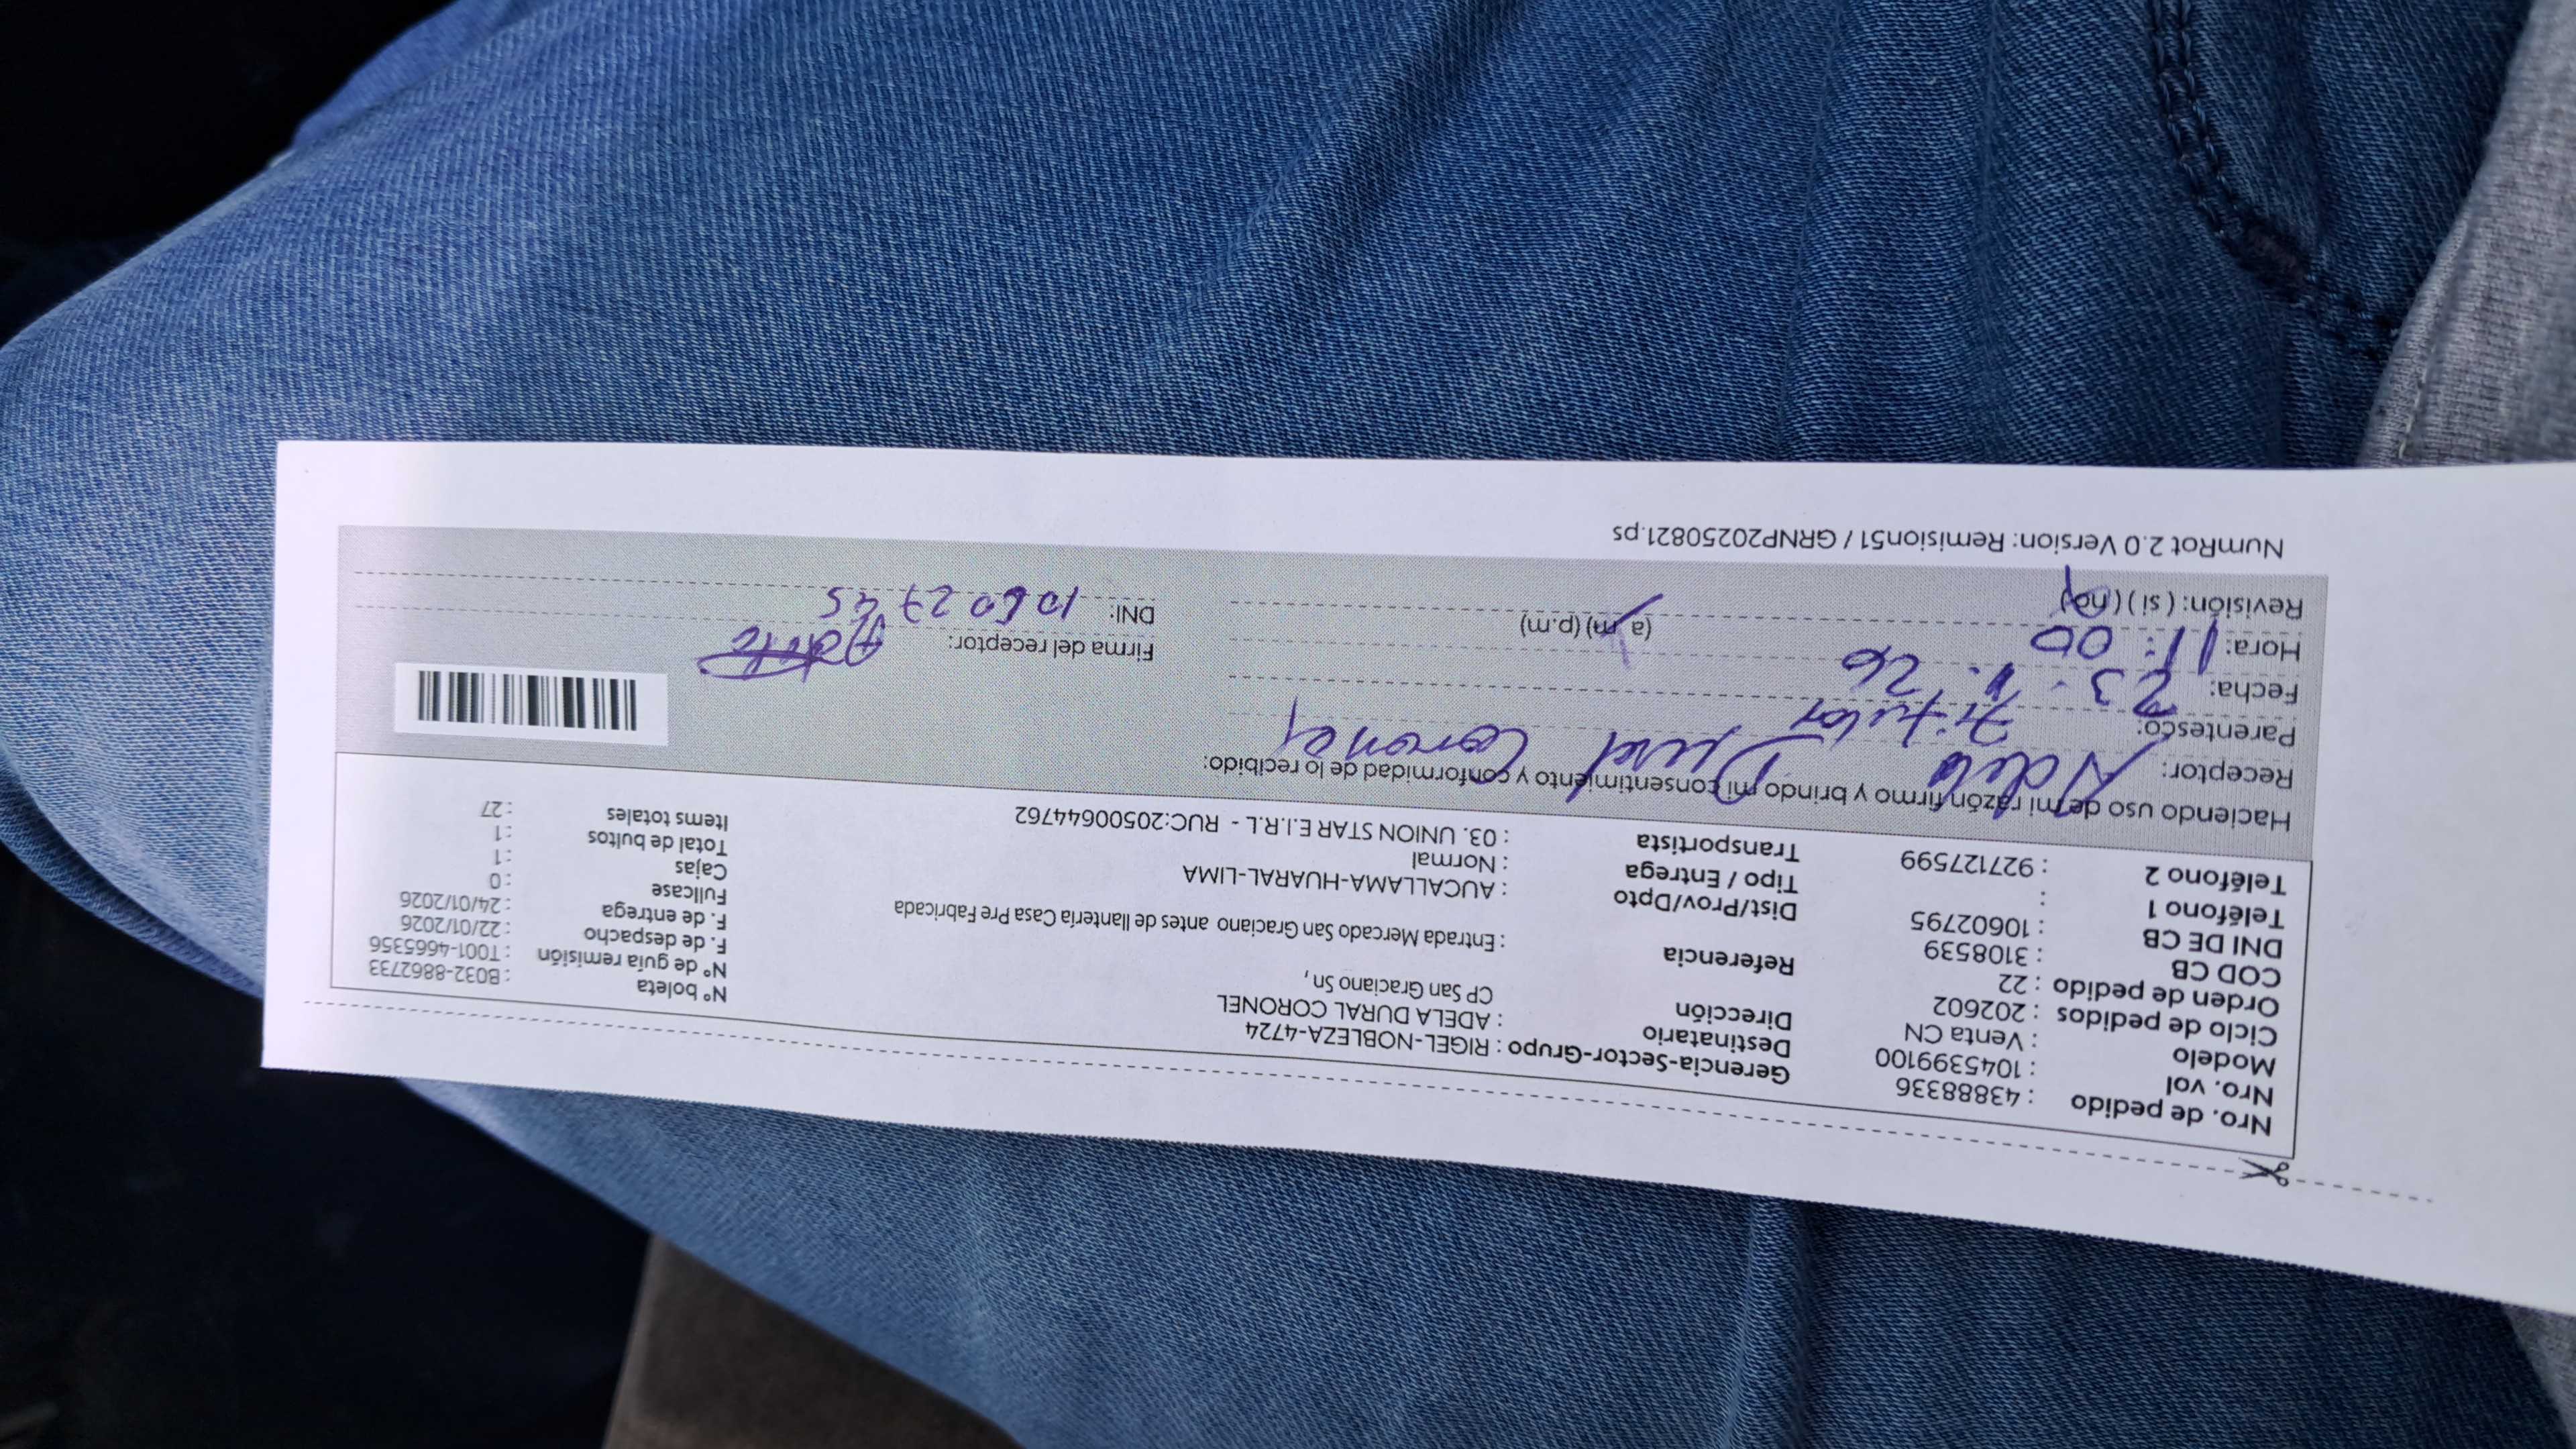 Nro. de pedido : 43888336
Nro. vol : 1045399100
Modelo : Venta CN
Ciclo de pedidos : 202602
Orden de pedido : 22
COD CB : 3108539
DNI DE CB : 10602795
Teléfono 1 :
Teléfono 2 : 927127599
Gerencia-Sector-Grupo : RIGEL-NOBLEZA-4724
Destinatario : ADELA DURAL CORONEL
Dirección CP San Graciano Sn ,
Referencia : Entrada Mercado San Graciano antes de llantería Casa Pre Fabricada
Dist/Prov/Dpto : AUCALLAMA-HUARAL-LIMA
Tipo / Entrega : Normal
Transportista : 03. UNION STAR E.I.R.L - RUC:20500644762
Nº boleta : B032-8862733
Nº de guía remisión : T001-4665356
F. de despacho : 22/01/2026
F. de entrega : 24/01/2026
Fullcase : 0
Cajas : 1
Total de bultos : 1
Items totales : 27
Haciendo uso de mi razón firmo y brindo mi consentimiento y conformidad de lo recibido:
Receptor: Adela Coronel
Parentesco: Titular
Fecha: 23. 26
Hora: 11:00 (a.m) (p.m)
Revisión: ( si ) ( no )
Firma del receptor:
DNI: 106027
NumRot 2.0 Version: Remision51 / GRNP20250821.ps